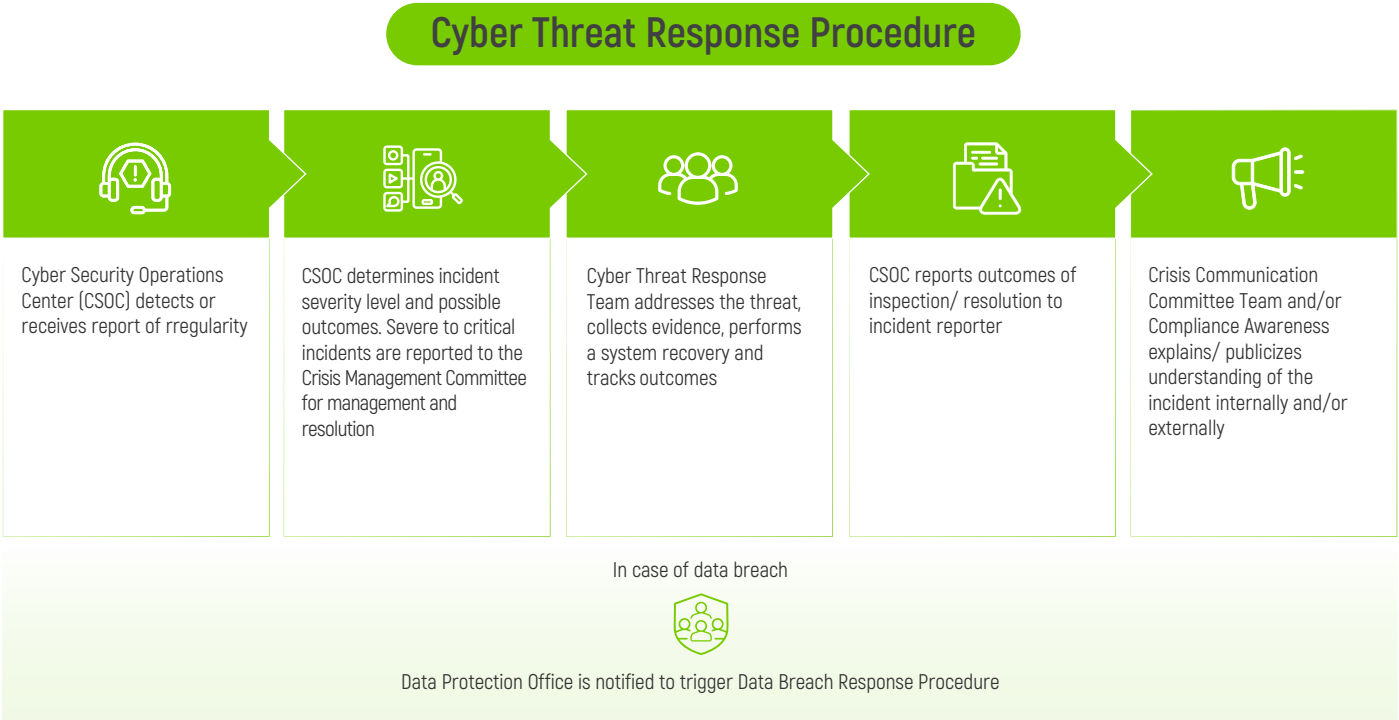 Cyber Threat Response Procedure
Cyber Security Operations
Center (CSOC) detects or
receives report of rregularity
CSOC determines incident
severity level and possible
outcomes. Severe to critical
incidents are reported to the
Crisis Management Committee
for management and
resolution
Cyber Threat Response
Team addresses the threat,
collects evidence, performs
a system recovery and
tracks outcomes
CSOC reports outcomes of
inspection/ resolution to
incident reporter
Crisis Communication
Committee Team and/or
Compliance Awareness
explains/ publicizes
understanding of the
incident internally and/or
externally
In case of data breach
Data Protection Office is notified to trigger Data Breach Response Procedure